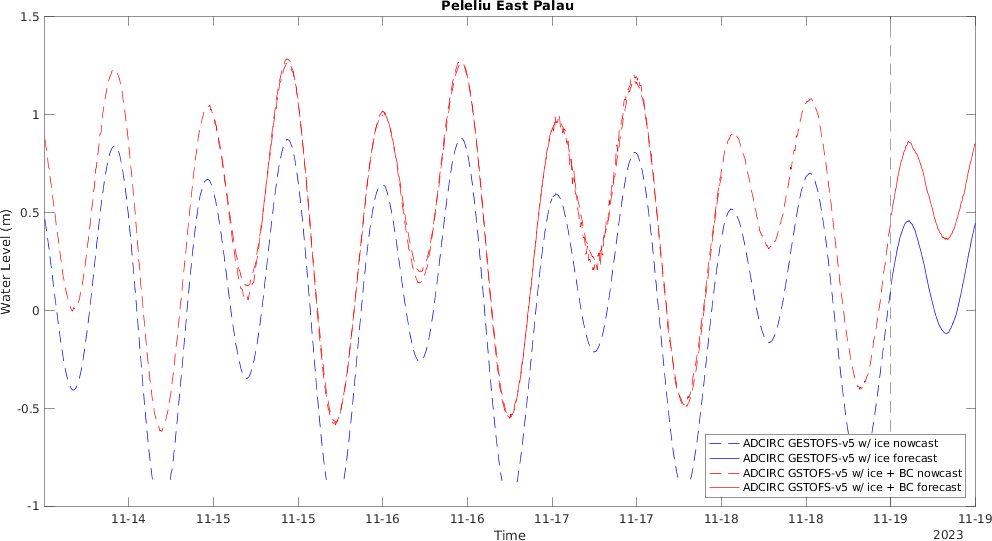 Peleliu East Palau
1.5
1
0.5
0
-0.5
-1
Water Level (m)
11-14
11-15
11-15
11-16
11-16
11-17
11-17
11-18
11-18
11-19
11-19
Time
2023
ADCIRC GESTOFS-v5 w/ ice nowcast
ADCIRC GESTOFS-v5 w/ ice forecast
ADCIRC GSTOFS-v5 w/ ice + BC nowcast
ADCIRC GSTOFS-v5 w/ ice + BC forecast